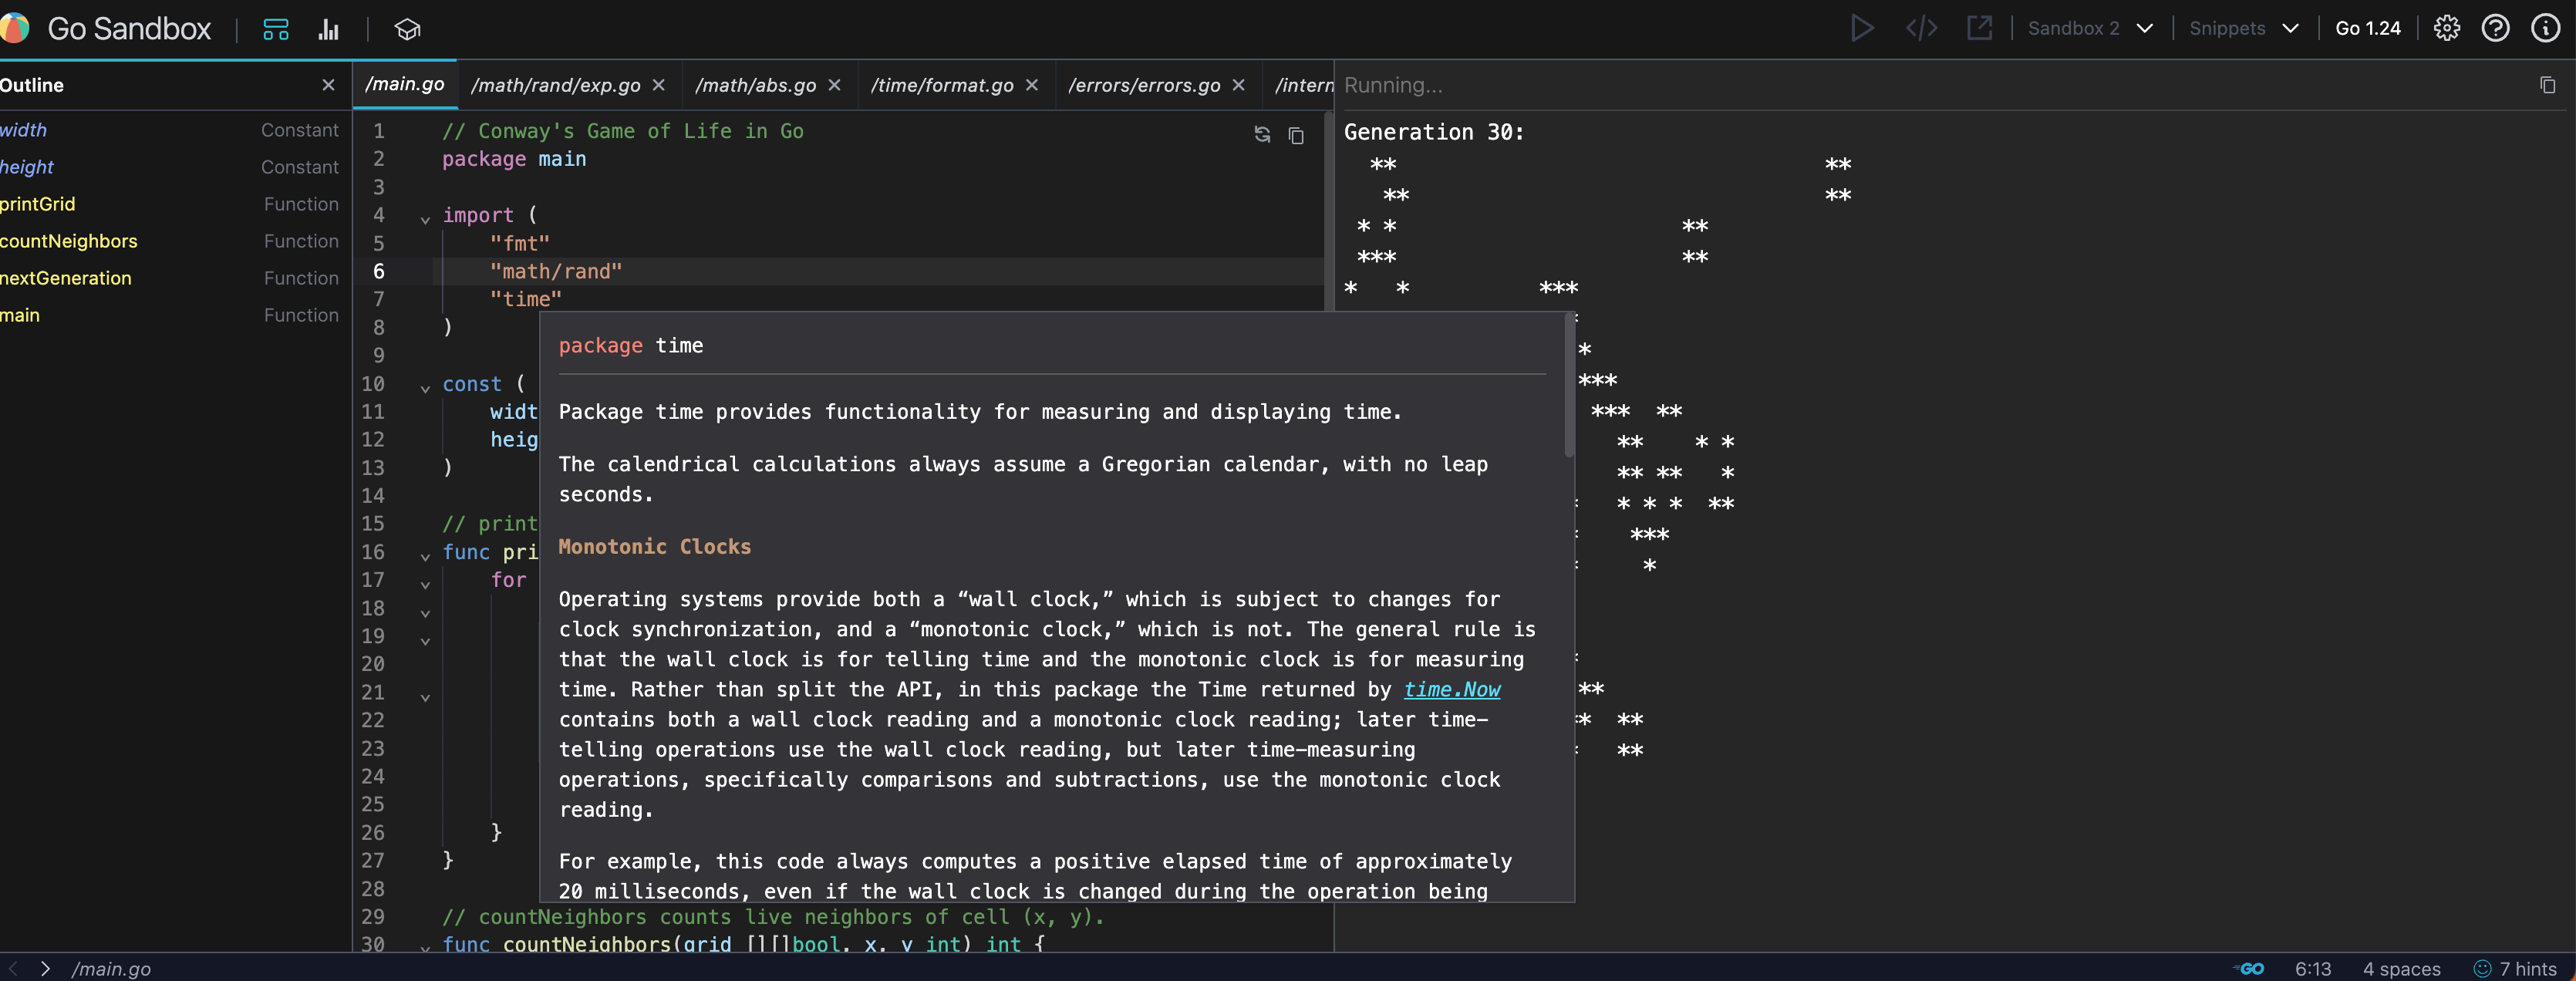 Go Sandbox
Sandbox 2
Snippets
Go 1.24
Outline
width Constant
height Constant
printGrid Function
countNeighbors Function
nextGeneration Function
main Function
/main.go
/math/rand/exp.go
/math/abs.go
/time/format.go
/errors/errors.go
/intern
1 // Conway's Game of Life in Go
2 package main
3
4 import (
5 "fmt"
6 "math/rand"
7 "time"
8 )
9
10 const (
11 widt
12 heig
13 )
14
15 // print
16 func pri
17 for
18
19
20
21
22
23
24
25
26 }
27 }
28
29 // countNeighbors counts live neighbors of cell (x, y).
30 func countNeighbors(grid [][]bool, x, y int) int {
package time
Package time provides functionality for measuring and displaying time.
The calendrical calculations always assume a Gregorian calendar, with no leap
seconds.
Monotonic Clocks
Operating systems provide both a “wall clock,” which is subject to changes for
clock synchronization, and a “monotonic clock,” which is not. The general rule is
that the wall clock is for telling time and the monotonic clock is for measuring
time. Rather than split the API, in this package the Time returned by time.Now
contains both a wall clock reading and a monotonic clock reading; later time-
telling operations use the wall clock reading, but later time-measuring
operations, specifically comparisons and subtractions, use the monotonic clock
reading.
For example, this code always computes a positive elapsed time of approximately
20 milliseconds, even if the wall clock is changed during the operation being
Running...
Generation 30:
** **
** **
* * **
*** **
* * ***
*
*
***
*** **
** * *
** ** *
* * * * **
* ***
* *
*
**
** **
* **
/main.go
GO
6:13
4 spaces
7 hints